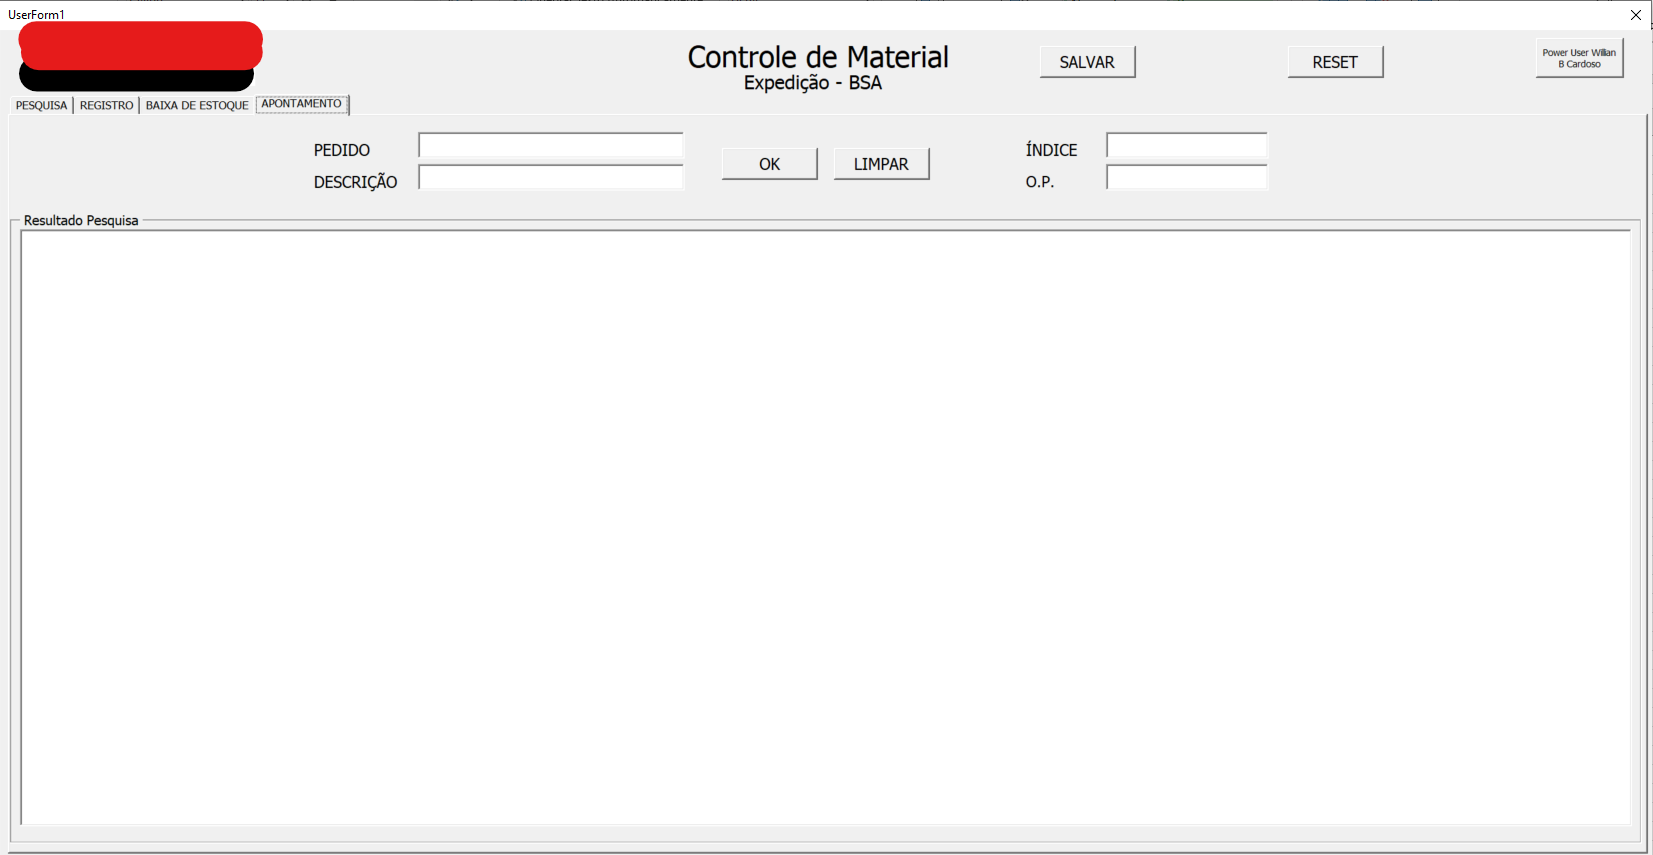 UserForm1
Controle de Material
Expedição - BSA
SALVAR
RESET
Power User Willian
B Cardoso
PESQUISA
REGISTRO
BAIXA DE ESTOQUE
APONTAMENTO
PEDIDO
DESCRIÇÃO
OK
LIMPAR
ÍNDICE
O.P.
Resultado Pesquisa